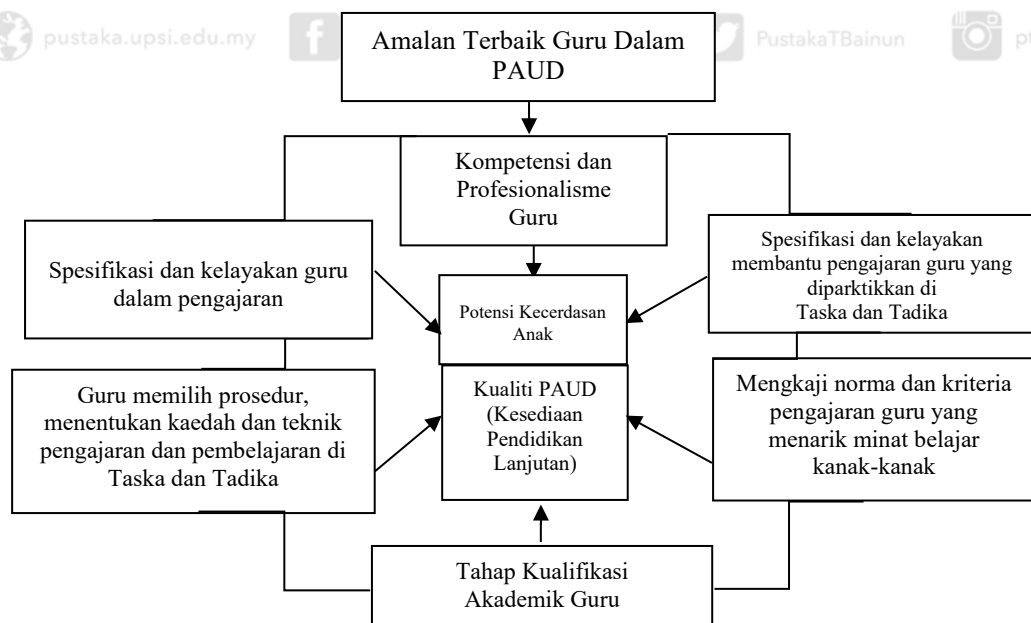 pustaka.upsi.edu.my
f
PustakaTBainun
Amalan Terbaik Guru Dalam
PAUD
Kompetensi dan
Profesionalisme
Guru
Spesifikasi dan kelayakan guru
dalam pengajaran
Spesifikasi dan kelayakan
membantu pengajaran guru yang
diparktikkan di
Taska dan Tadika
Potensi Kecerdasan
Anak
Guru memilih prosedur,
menentukan kaedah dan teknik
pengajaran dan pembelajaran di
Taska dan Tadika
Kualiti PAUD
(Kesediaan
Pendidikan
Lanjutan)
Mengkaji norma dan kriteria
pengajaran guru yang
menarik minat belajar
kanak-kanak
Tahap Kualifikasi
Akademik Guru